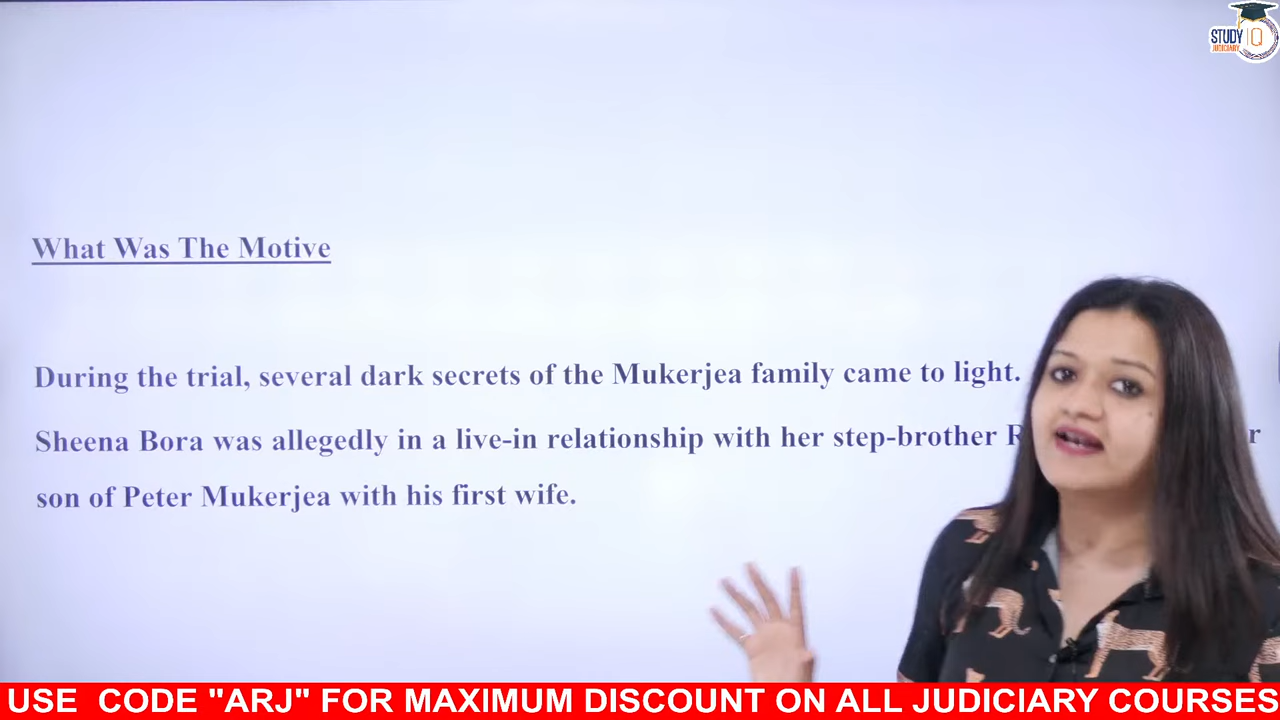 STUDY IQ
JUDICIARY
What Was The Motive
During the trial, several dark secrets of the Mukerjea family came to light.
Sheena Bora was allegedly in a live-in relationship with her step-brother
son of Peter Mukerjea with his first wife.
USE CODE "ARJ" FOR MAXIMUM DISCOUNT ON ALL JUDICIARY COURSES